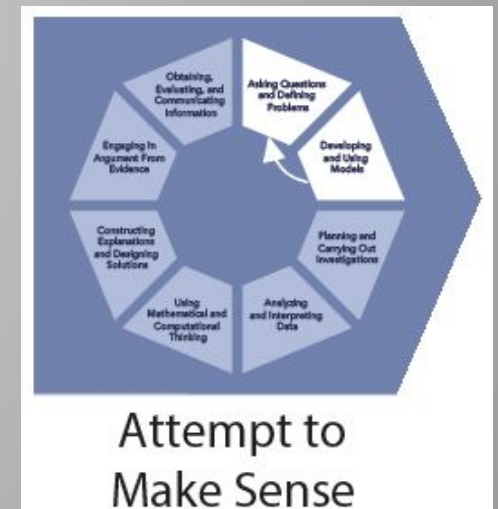 Asking Questions
and Defining
Problems
Developing
and Using
Models
Planning and
Carrying Out
Investigations
Analyzing
and Interpreting
Data
Using
Mathematical and
Computational
Thinking
Constructing
Explanations
and Designing
Solutions
Engaging in
Argument From
Evidence
Obtaining,
Evaluating, and
Communicating
Information
Attempt to
Make Sense